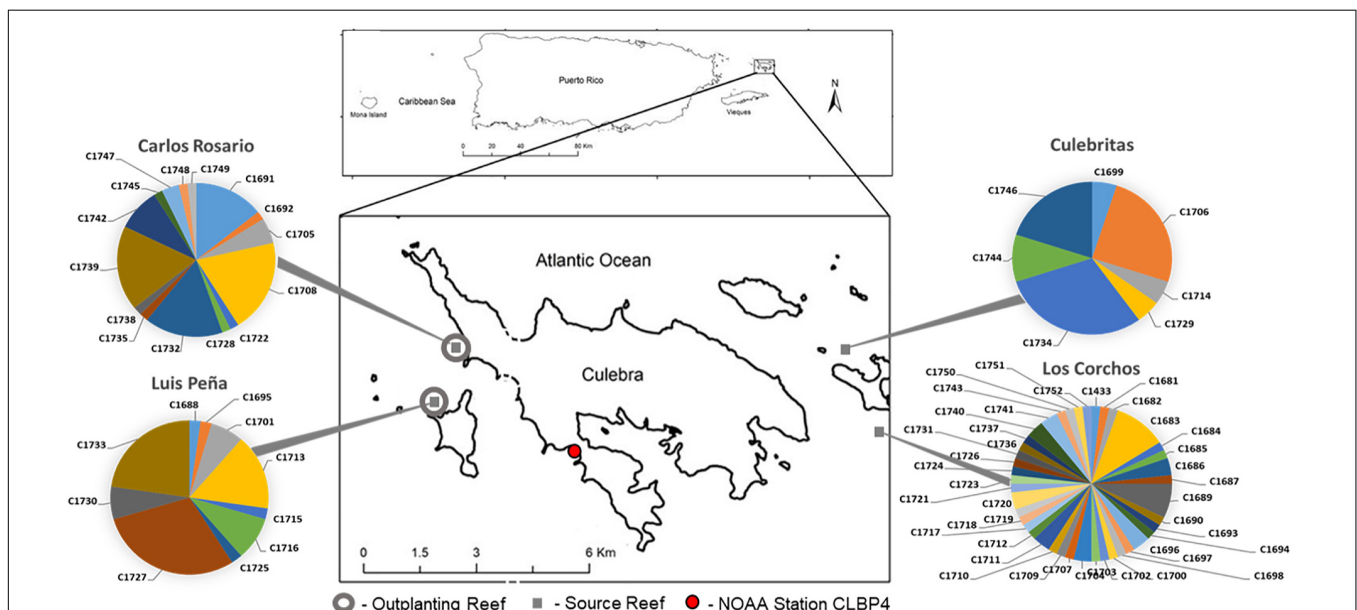 Puerto Rico
Caribbean Sea
Mona Island
Vieques
N
0 20 40 60 80 Km
Carlos Rosario
C1747
C1748
C1749
C1745
C1691
C1692
C1742
C1705
C1739
C1708
C1738
C1735
C1732
C1728
C1722
Luis Peña
C1688
C1695
C1701
C1733
C1713
C1730
C1715
C1716
C1727
C1725
Atlantic Ocean
Culebra
0 1.5 3 6 Km
Culebritas
C1699
C1746
C1706
C1744
C1714
C1729
C1734
Los Corchos
C1751
C1750
C1752
C1433
C1681
C1743
C1682
C1740
C1741
C1683
C1731
C1737
C1684
C1736
C1685
C1726
C1686
C1724
C1687
C1723
C1721
C1689
C1720
C1690
C1719
C1718
C1693
C1717
C1694
C1712
C1696
C1711
C1697
C1710
C1709
C1707
C1704
C1703
C1702
C1700
C1698
- Outplanting Reef - Source Reef - NOAA Station CLBP4